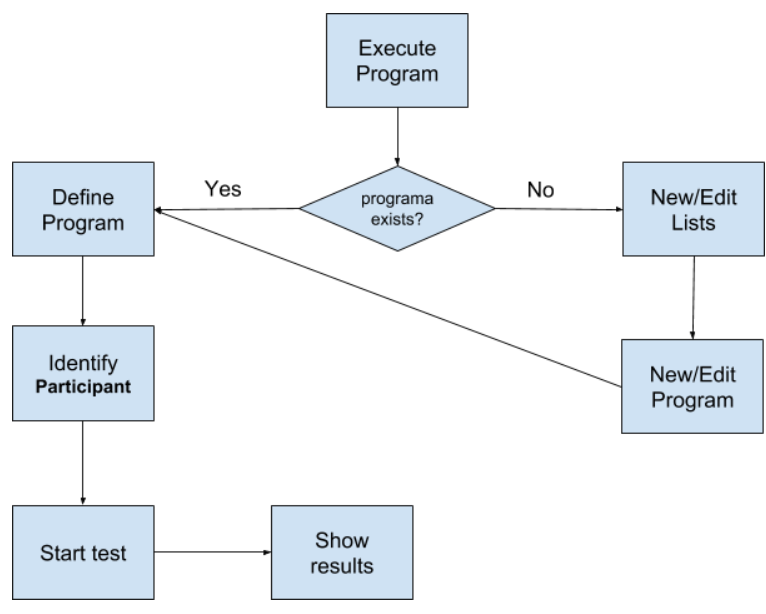 Execute
Program
programa
exists?
Yes
No
Define
Program
New/Edit
Lists
Identify
Participant
New/Edit
Program
Start test
Show
results